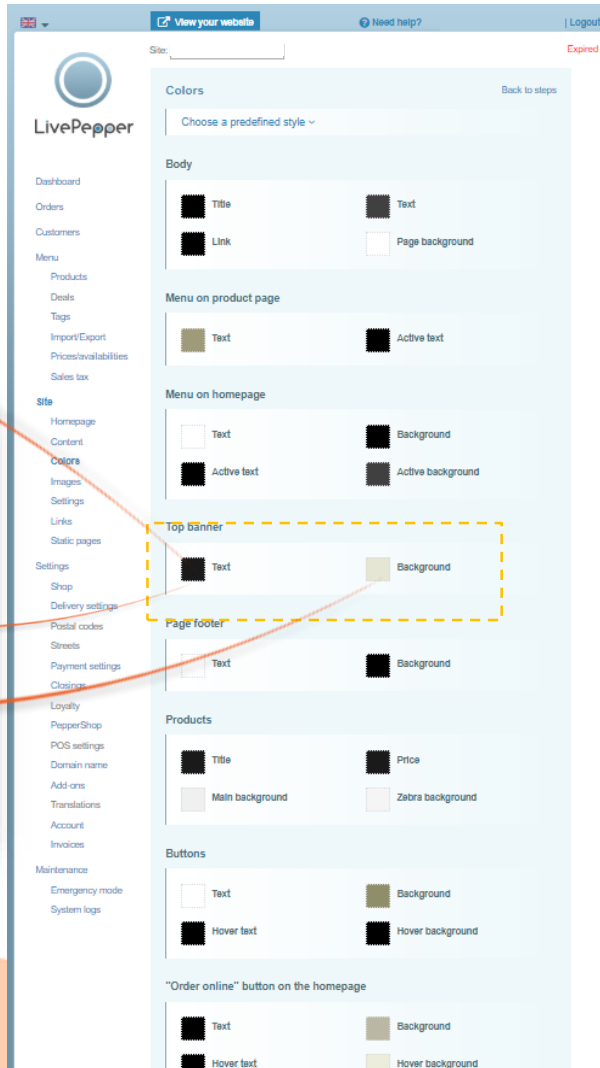 View your website
Need help?
| Logout
Site:
Expired
LivePepper
Colors
Back to steps
Choose a predefined style
Dashboard
Orders
Customers
Menu
Products
Deals
Tags
Import/Export
Prices/availabilities
Sales tax
Site
Homepage
Content
Colors
Images
Settings
Links
Static pages
Settings
Shop
Delivery settings
Postal codes
Streets
Payment settings
Closings
Loyalty
PepperShop
POS settings
Domain name
Add-ons
Translations
Account
Invoices
Maintenance
Emergency mode
System logs
Body
Title
Text
Link
Page background
Menu on product page
Text
Active text
Menu on homepage
Text
Background
Active text
Active background
Top banner
Text
Background
Page footer
Text
Background
Products
Title
Price
Main background
Zebra background
Buttons
Text
Background
Hover text
Hover background
"Order online" button on the homepage
Text
Background
Hover text
Hover background